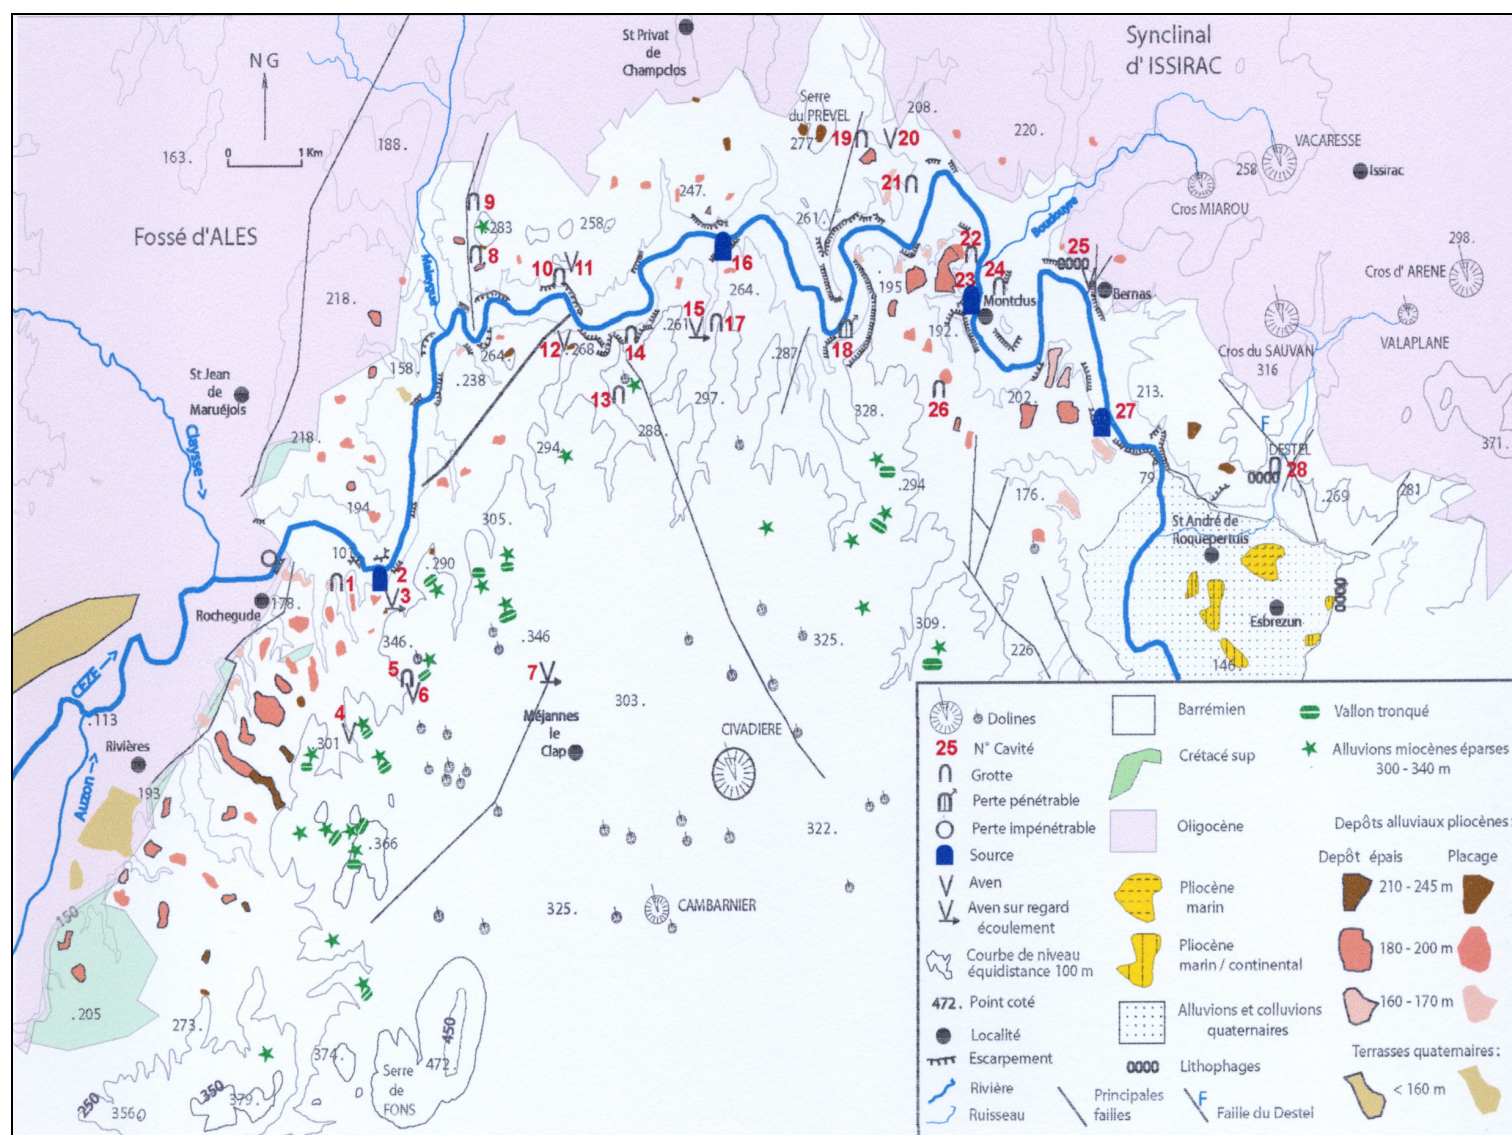 St Privat
de
Champclos
Synclinal
d' ISSIRAC
N G
0
1 Km
163.
188.
Serre
du PREVEL
277
208.
220.
19
20
21
VACARESSE
258
Issirac
Cros MIAROU
Fossé d'ALES
9
283
8
258.
247.
261.
Boudouyre
298.
Cros d' ARENE
Malaygue
10
11
16
264.
195
22
23
24
25
Montclus
Bernas
218.
158.
264.
.238
12
268
14
15
.261
17
18
.287
192.
Cros du SAUVAN
316
VALAPLANE
St Jean
de
Maruéjols
13
297.
288.
328.
26
202.
213.
27
F
DESTEL
28
371.
Claysse
218.
294.
.294
79
.269
281
194.
305.
176.
St André de
Roquepertuis
101
.290
1
2
3
Rochegude
178.
346.
.346
325.
309.
226
Esbrezun
146.
CEZE
5
6
7
4
301
303.
Méjannes
le
Clap
CIVADIERE
.113
Rivières
Auzon
193
.366
322.
150
325.
CAMBARNIER
.205
273.
374.
450
472.
Serre
de
FONS
250
350
356
379.
Dolines
25 N° Cavité
Grotte
Perte pénétrable
Perte impénétrable
Source
Aven
Aven sur regard
écoulement
Courbe de niveau
équidistance 100 m
472. Point coté
Localité
Escarpement
Rivière
Ruisseau
Barrémien
Crétacé sup
Oligocène
Pliocène
marin
Pliocène
marin / continental
Alluvions et colluvions
quaternaires
Lithophages
Principales
failles
F
Faille du Destel
Vallon tronqué
Alluvions miocènes éparses
300 - 340 m
Depôts alluviaux pliocènes :
Depôt épais
Placage
210 - 245 m
180 - 200 m
160 - 170 m
Terrasses quaternaires :
< 160 m